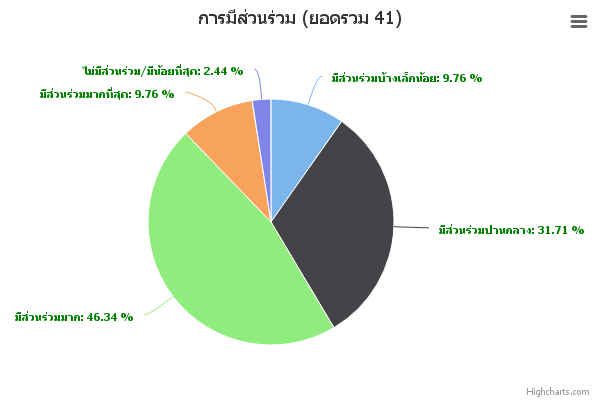 การมีส่วนร่วม (ยอดรวม 41)
ไม่มีส่วนร่วม/มีน้อยที่สุด: 2.44 %
มีส่วนร่วมบ้างเล็กน้อย: 9.76 %
มีส่วนร่วมมากที่สุด: 9.76 %
มีส่วนร่วมปานกลาง: 31.71 %
มีส่วนร่วมมาก: 46.34 %
Highcharts.com